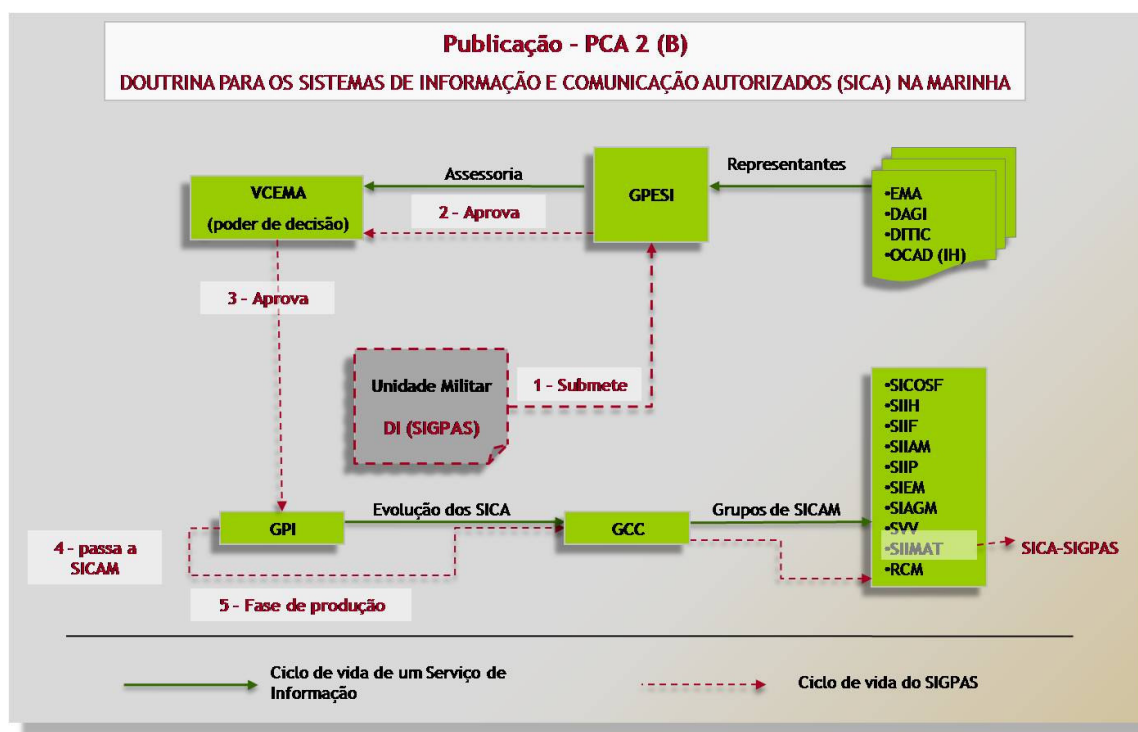 Publicação - PCA 2 (B)
DOUTRINA PARA OS SISTEMAS DE INFORMAÇÃO E COMUNICAÇÃO AUTORIZADOS (SICA) NA MARINHA
VCEMA
(poder de decisão)
Assessoria
2 - Aprova
GPESI
Representantes
•EMA
•DAGI
•DITIC
•OCAD (IH)
3 - Aprova
Unidade Militar
DI (SIGPAS)
1 - Submete
•SICOSF
•SIIH
•SIIF
•SIIAM
•SIIP
•SIEM
•SIAGM
•SVV
•SIIMAT
•RCM
SICA-SIGPAS
GPI
Evolução dos SICA
GCC
Grupos de SICAM
4 - passa a
SICAM
5 - Fase de produção
Ciclo de vida de um Serviço de
Informação
Ciclo de vida do SIGPAS